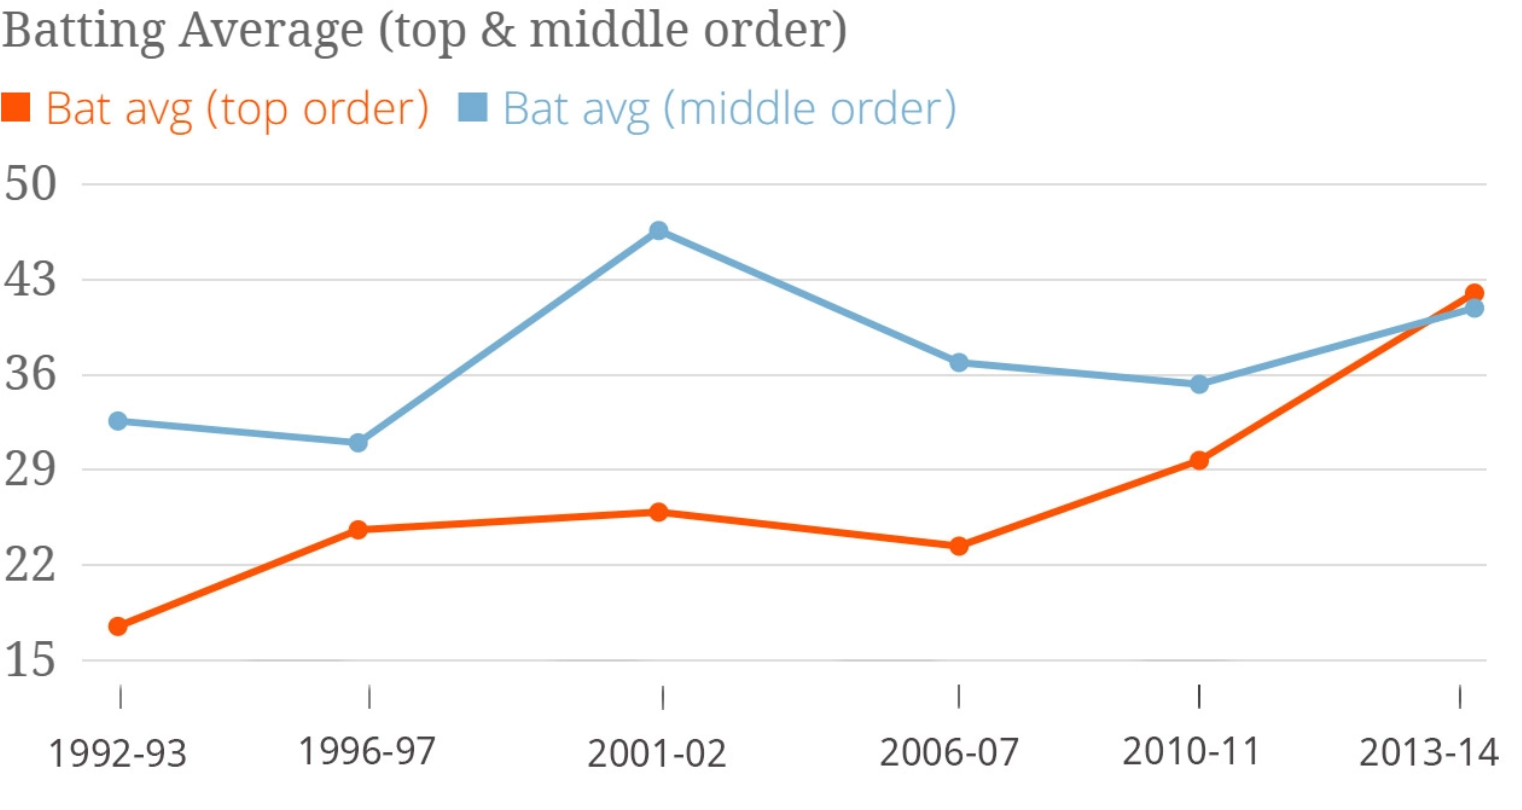 Batting Average (top & middle order)
Bat avg (top order) Bat avg (middle order)
50
43
36
29
22
15
1992-93 1996-97 2001-02 2006-07 2010-11 2013-14